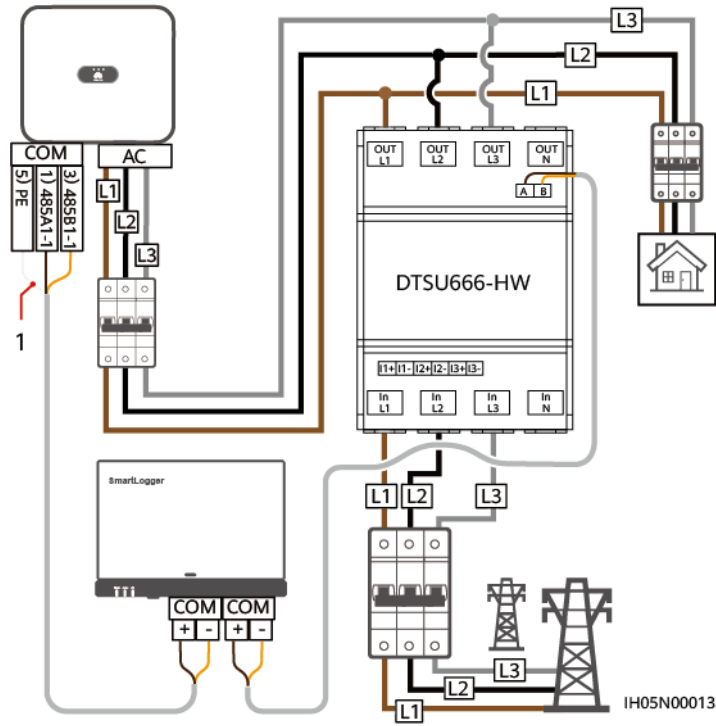 L3
L2
L1
COM
AC
5) PE
1) 485A1-1
3) 485B1-1
L1
L2
L3
1
OUT L1
OUT L2
OUT L3
OUT N
A B
DTSU666-HW
I1+ I1- I2+ I2- I3+ I3-
In L1
In L2
In L3
In N
L1 L2 L3
SmartLogger
COM COM
+ - + -
L3
L2
L1
IH05N00013